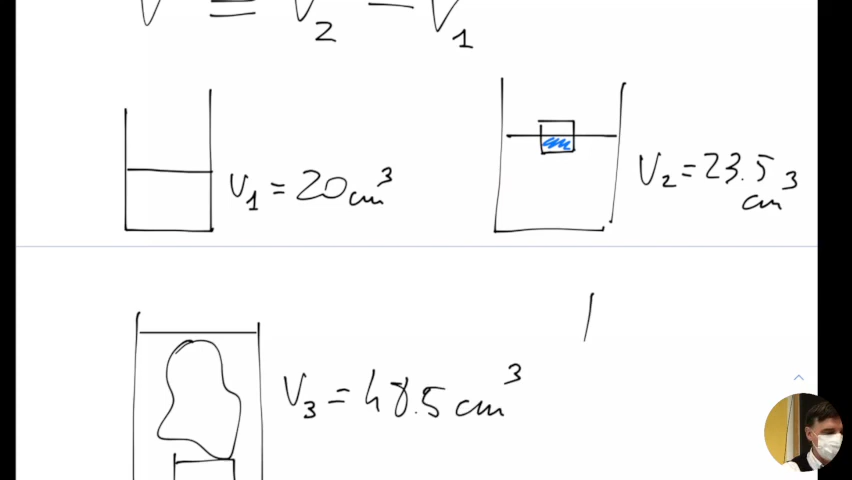 V = V₂ - V₁
V₁ = 20 cm³
V₂ = 23.5 cm³
V₃ = 48.5 cm³